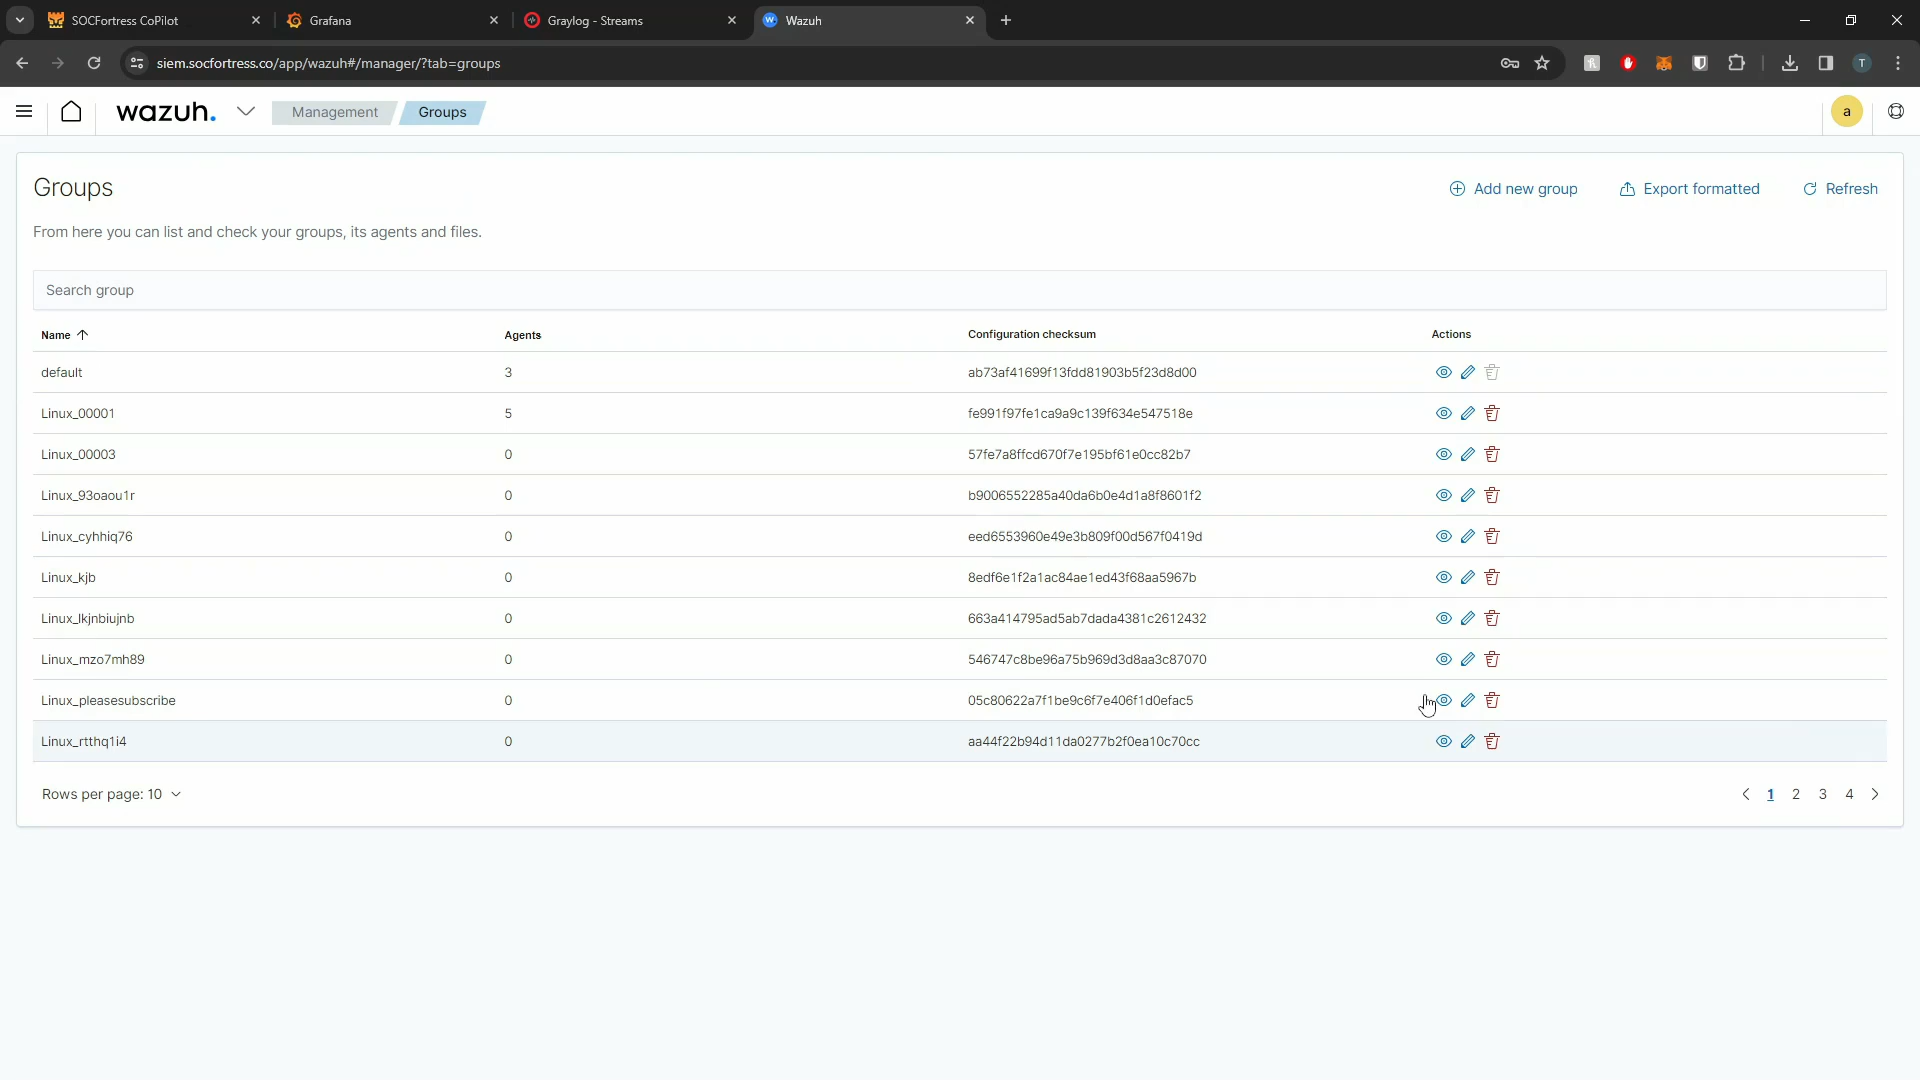 SOCFortress CoPilot
Grafana
Graylog - Streams
Wazuh
siem.socfortress.co/app/wazuh#/manager/?tab=groups
T
wazuh.
Management
Groups
a
Groups
Add new group
Export formatted
Refresh
From here you can list and check your groups, its agents and files.
Search group
Name Agents Configuration checksum Actions
default 3 ab73af41699f13fdd81903b5f23d8d00
Linux_00001 5 fe991f97fe1ca9a9c139f634e547518e
Linux_00003 0 57fe7a8ffcd670f7e195bf61e0cc82b7
Linux_93oaou1r 0 b9006552285a40da6b0e4d1a8f8601f2
Linux_cyhhiq76 0 eed6553960e49e3b809f00d567f0419d
Linux_kjb 0 8edf6e1f2a1ac84ae1ed43f68aa5967b
Linux_lkjnbiujnb 0 663a414795ad5ab7dada4381c2612432
Linux_mzo7mh89 0 546747c8be96a75b969d3d8aa3c87070
Linux_pleasesubscribe 0 05c80622a7f1be9c6f7e406f1d0efac5
Linux_rtthq1i4 0 aa44f22b94d11da0277b2f0ea10c70cc
Rows per page: 10
1 2 3 4